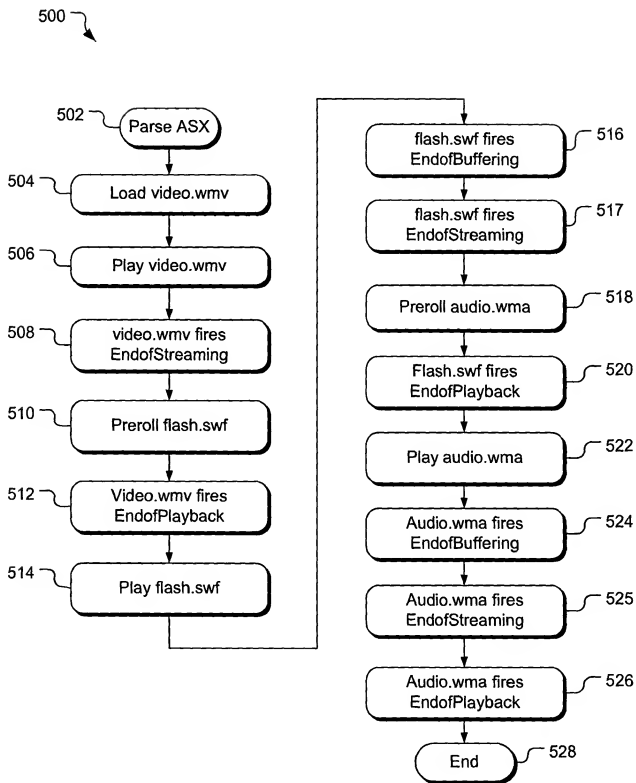 500
502
Parse ASX
504
Load video.wmv
506
Play video.wmv
508
video.wmv fires
EndofStreaming
510
Preroll flash.swf
512
Video.wmv fires
EndofPlayback
514
Play flash.swf
flash.swf fires
EndofBuffering
516
flash.swf fires
EndofStreaming
517
Preroll audio.wma
518
Flash.swf fires
EndofPlayback
520
Play audio.wma
522
Audio.wma fires
EndofBuffering
524
Audio.wma fires
EndofStreaming
525
Audio.wma fires
EndofPlayback
526
End
528